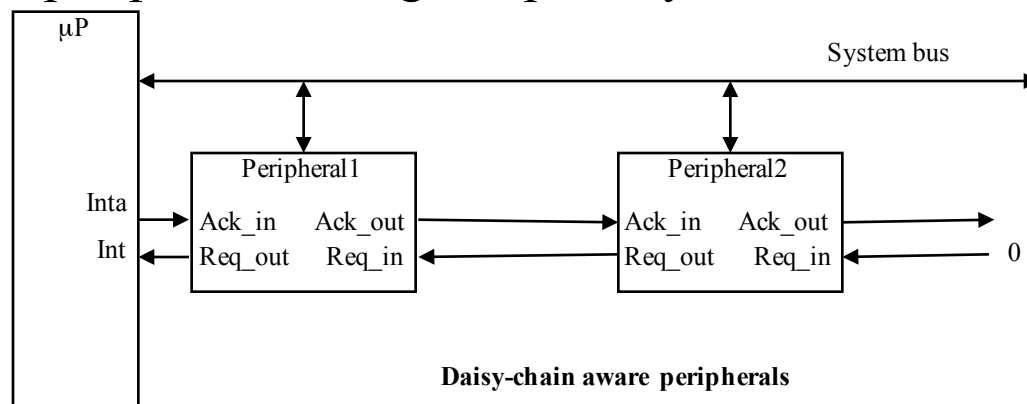 µP
System bus
Peripheral1
Peripheral2
Inta
Ack_in Ack_out
Ack_in Ack_out
Int
Req_out Req_in
Req_out Req_in
0
Daisy-chain aware peripherals